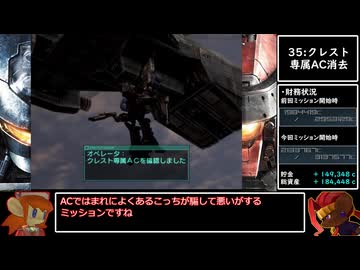 35:クレスト
専属AC消去
・財務状況
前回ミッション開始時
今回ミッション開始時
貯金 +149,348 c
総資産 +184,448 c
オペレータ：
クレスト専属ACを確認しました
ACではまれによくあるこっちが騙して悪いがする
ミッションですね